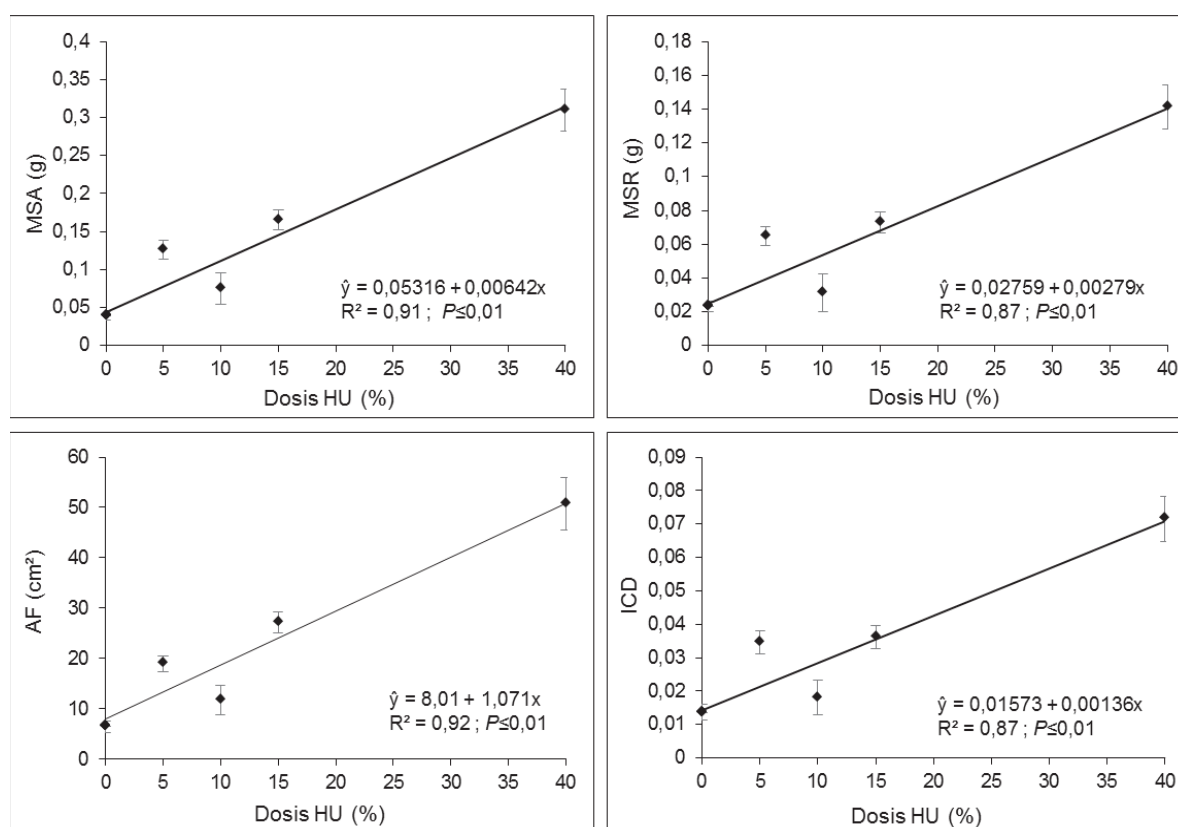 0,4
0,35
0,3
0,25
0,2
0,15
0,1
0,05
0
MSA (g)
ŷ = 0,05316 + 0,00642x
R² = 0,91 ; P≤0,01
0 5 10 15 20 25 30 35 40
Dosis HU (%)
0,18
0,16
0,14
0,12
0,1
0,08
0,06
0,04
0,02
0
MSR (g)
ŷ = 0,02759 + 0,00279x
R² = 0,87 ; P≤0,01
0 5 10 15 20 25 30 35 40
Dosis HU (%)
60
50
40
30
20
10
0
AF (cm²)
ŷ = 8,01 + 1,071x
R² = 0,92 ; P≤0,01
0 5 10 15 20 25 30 35 40
Dosis HU (%)
0,09
0,08
0,07
0,06
0,05
0,04
0,03
0,02
0,01
0
ICD
ŷ = 0,01573 + 0,00136x
R² = 0,87 ; P≤0,01
0 5 10 15 20 25 30 35 40
Dosis HU (%)